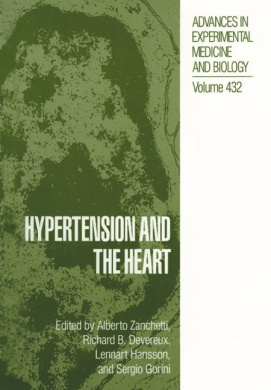 ADVANCES IN
EXPERIMENTAL
MEDICINE
AND BIOLOGY
Volume 432
HYPERTENSION AND
THE HEART
Edited by Alberto Zanchetti,
Richard B. Devereux,
Lennart Hansson,
and Sergio Gorini